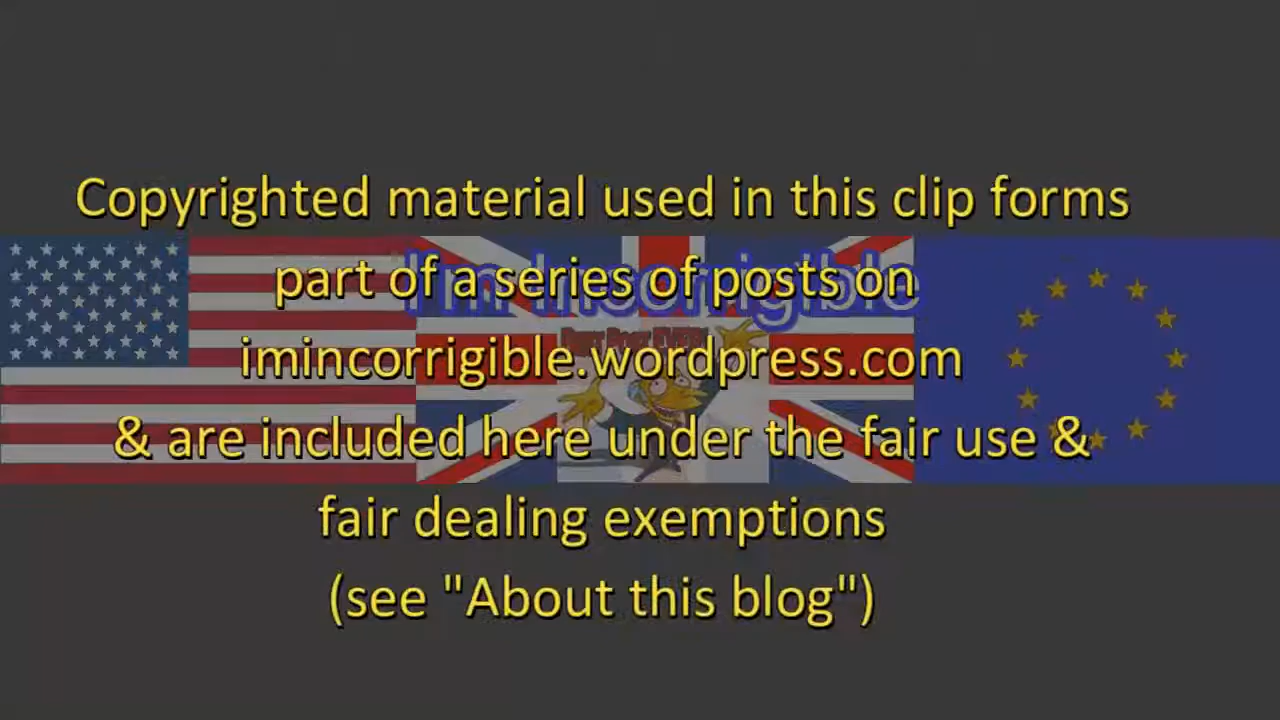 Copyrighted material used in this clip forms
part of a series of posts on
imincorrigible.wordpress.com
& are included here under the fair use &
fair dealing exemptions
(see "About this blog")
I'm incorrigible